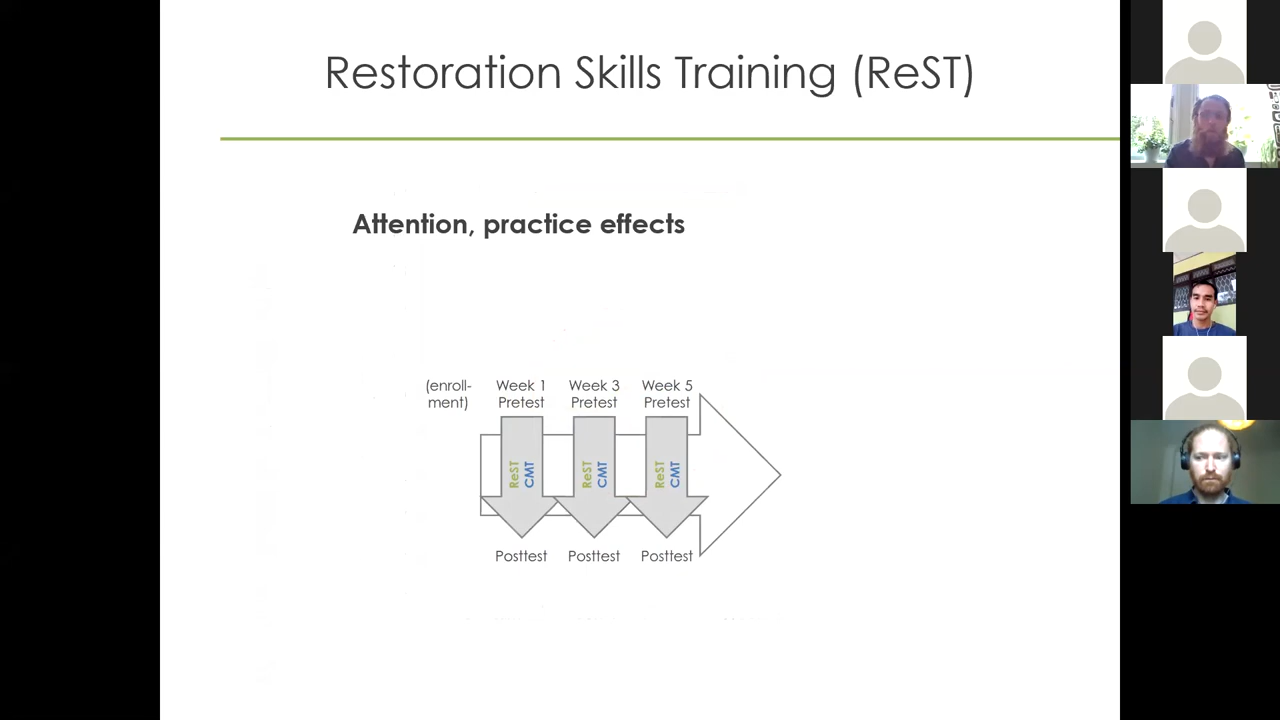 Restoration Skills Training (ReST)
Attention, practice effects
(enroll-
ment)
Week 1
Pretest
Week 3
Pretest
Week 5
Pretest
ReST
CMT
ReST
CMT
ReST
CMT
Posttest
Posttest
Posttest